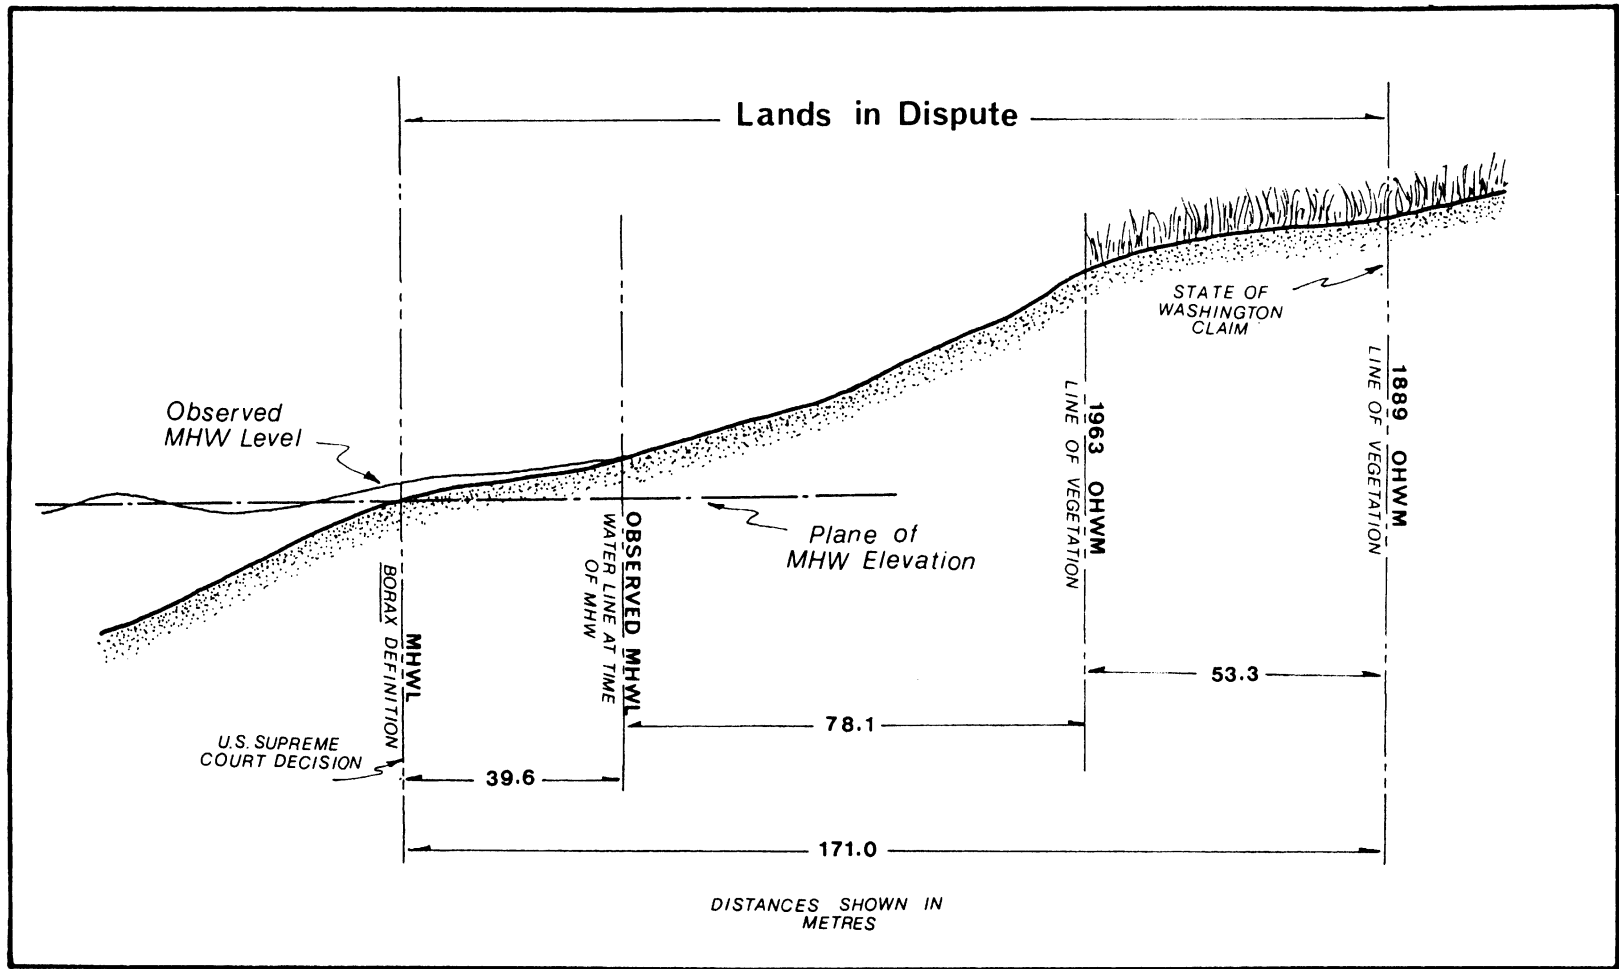 Lands in Dispute
STATE OF
WASHINGTON
CLAIM
1889 OHWM
LINE OF VEGETATION
1963 OHWM
LINE OF VEGETATION
Observed
MHW Level
Plane of
MHW Elevation
OBSERVED MHWL
WATER LINE AT TIME
OF MHW
MHWL
BORAX DEFINITION
U.S. SUPREME
COURT DECISION
53.3
78.1
39.6
171.0
DISTANCES SHOWN IN
METRES